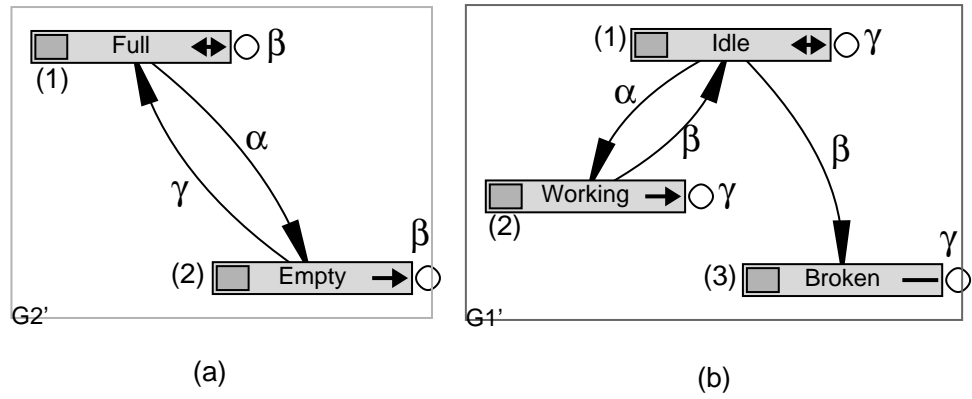 Full
β
(1)
α
γ
β
(2)
Empty
G2’
(a)
(1)
Idle
γ
α
β
β
Working
γ
(2)
γ
(3)
Broken
G1’
(b)